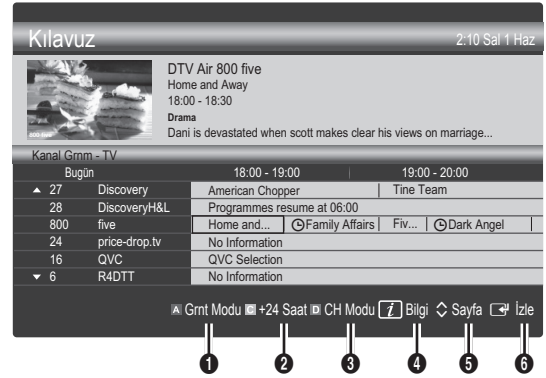 Kılavuz 2:10 Sal 1 Haz
DTV Air 800 five
Home and Away
18:00 - 18:30
Drama
Dani is devastated when scott makes clear his views on marriage...
800-five
Kanal Grnm - TV
Bugün 18:00 - 19:00 19:00 - 20:00
▲ 27 Discovery American Chopper Tine Team
28 DiscoveryH&L Programmes resume at 06:00
800 five Home and... Family Affairs Fiv... Dark Angel
24 price-drop.tv No Information
16 QVC QVC Selection
▼ 6 R4DTT No Information
A Grnt Modu C +24 Saat D CH Modu i Bilgi Sayfa İzle
1 2 3 4 5 6